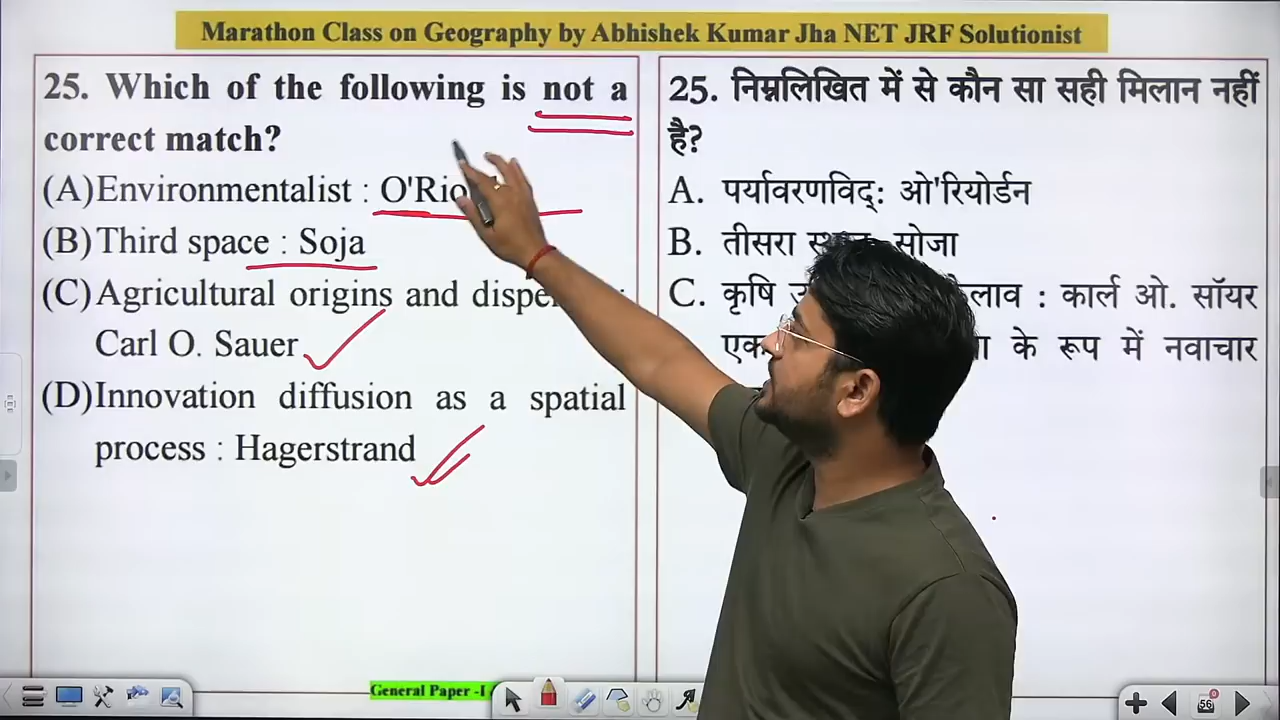 Marathon Class on Geography by Abhishek Kumar Jha NET JRF Solutionist
25. Which of the following is not a
correct match?
(A) Environmentalist : O'Rio
(B) Third space : Soja
(C) Agricultural origins and
Carl O. Sauer
(D) Innovation diffusion as a spatial
process : Hagerstrand
25. निम्नलिखित में से कौन सा सही मिलान नहीं
है?
A. पर्यावरणविद्: ओ'रियोर्डन
B. तीसरा सोजा
C. कृषि : कार्ल ओ. सॉयर
के रूप में नवाचार
General Paper -I
56